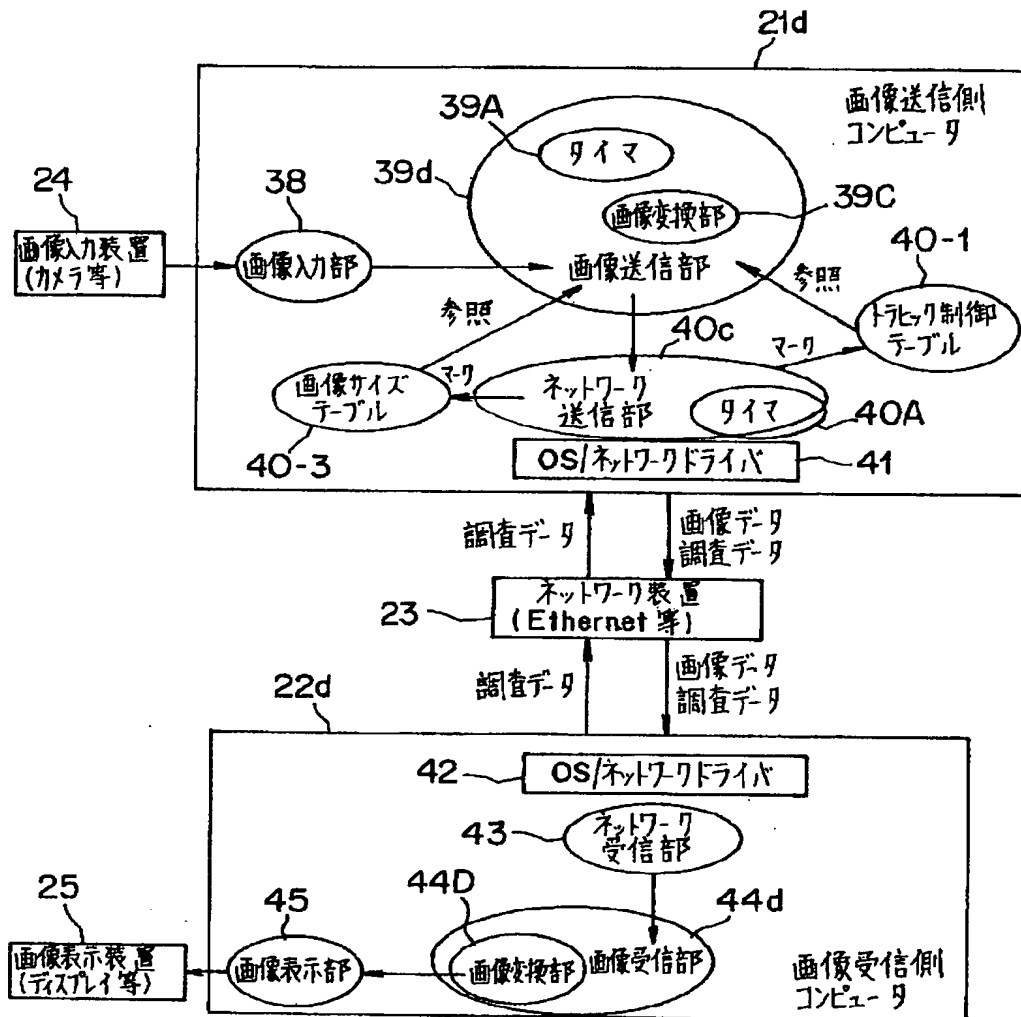 21d
画像送信側
コンピュータ
39A
タイマ
39d
39C
画像変換部
24
38
画像入力装置
(カメラ等)
画像入力部
画像送信部
40-1
参照
参照
トラヒック制御
テーブル
40c
マーク
画像サイズ
テーブル
マーク
ネットワーク
送信部
タイマ
40A
40-3
OS/ネットワークドライバ
41
調査データ
画像データ
調査データ
23
ネットワーク装置
(Ethernet等)
調査データ
画像データ
調査データ
22d
42
OS/ネットワークドライバ
43
ネットワーク
受信部
25
45
44D
44d
画像表示装置
(ディスプレイ等)
画像表示部
画像変換部
画像受信部
画像受信側
コンピュータ